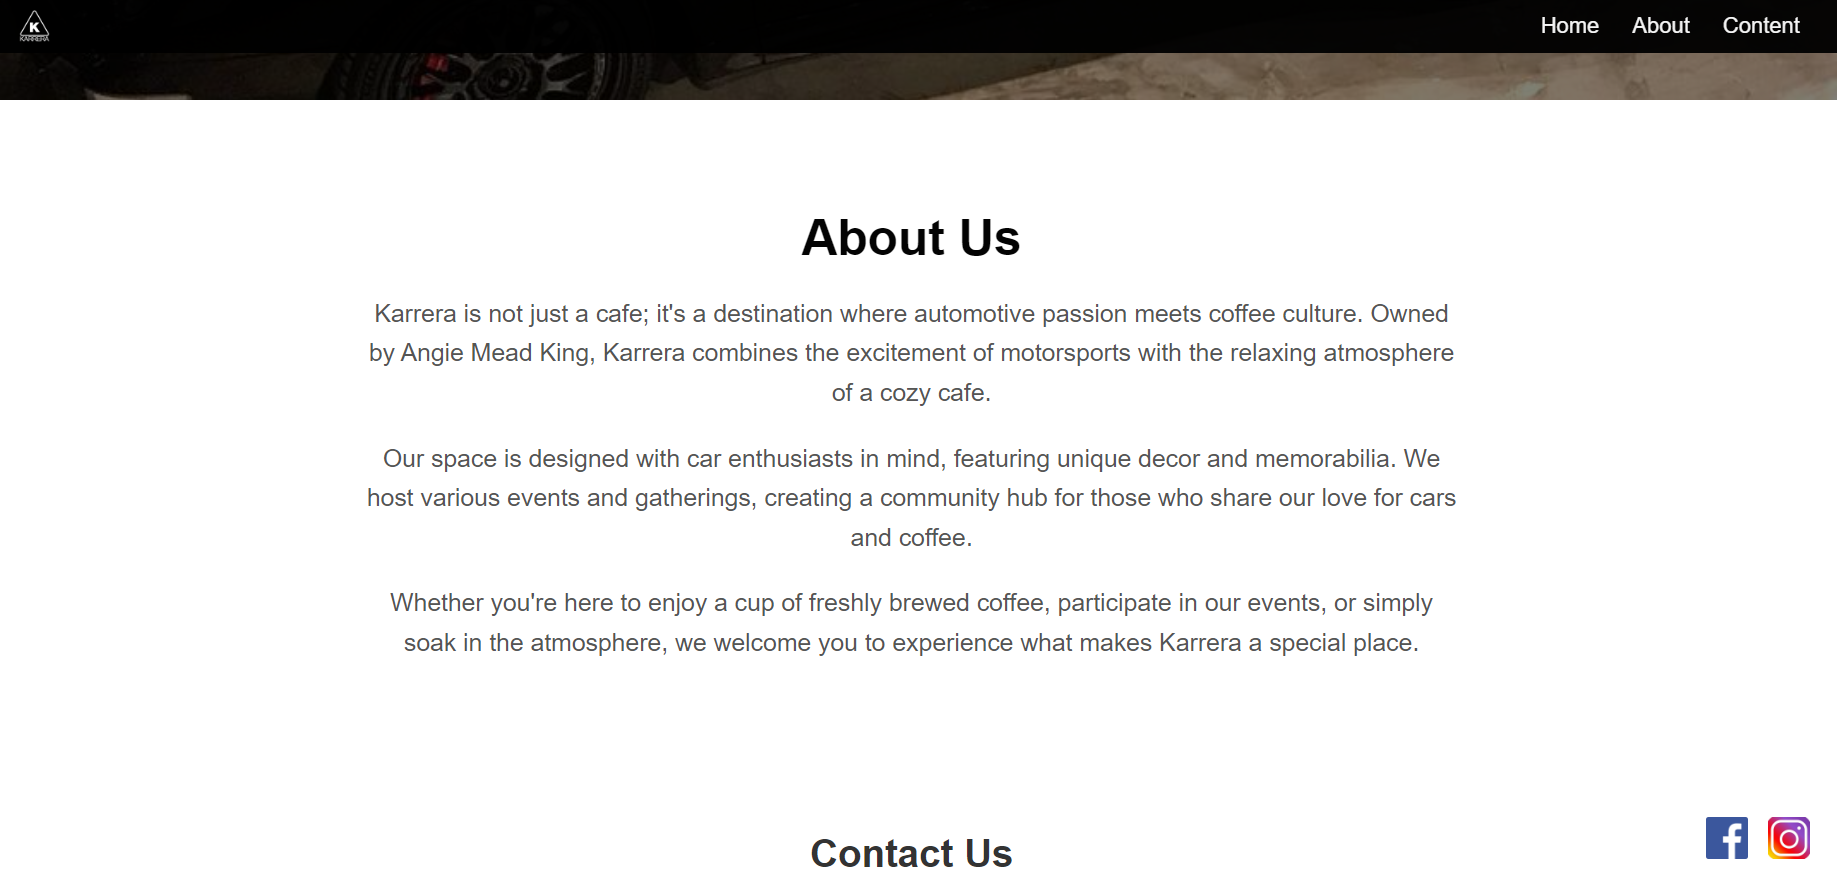 K
KARRERA
Home About Content
About Us
Karrera is not just a cafe; it's a destination where automotive passion meets coffee culture. Owned
by Angie Mead King, Karrera combines the excitement of motorsports with the relaxing atmosphere
of a cozy cafe.
Our space is designed with car enthusiasts in mind, featuring unique decor and memorabilia. We
host various events and gatherings, creating a community hub for those who share our love for cars
and coffee.
Whether you're here to enjoy a cup of freshly brewed coffee, participate in our events, or simply
soak in the atmosphere, we welcome you to experience what makes Karrera a special place.
Contact Us